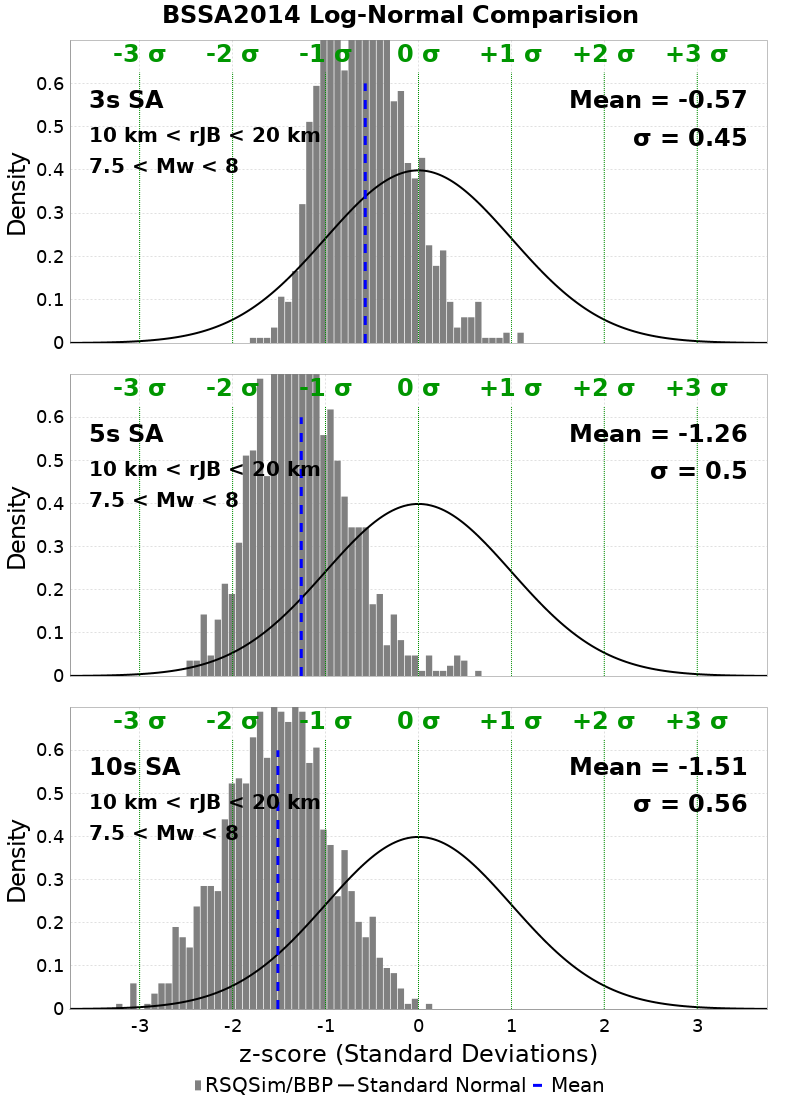 BSSA2014 Log-Normal Comparision
-3 σ -2 σ -1 σ 0 σ +1 σ +2 σ +3 σ
3s SA
10 km < rJB < 20 km
7.5 < Mw < 8
Mean = -0.57
σ = 0.45
0.6
0.5
0.4
0.3
0.2
0.1
0
Density
-3 σ -2 σ -1 σ 0 σ +1 σ +2 σ +3 σ
5s SA
10 km < rJB < 20 km
7.5 < Mw < 8
Mean = -1.26
σ = 0.5
0.6
0.5
0.4
0.3
0.2
0.1
0
Density
-3 σ -2 σ -1 σ 0 σ +1 σ +2 σ +3 σ
10s SA
10 km < rJB < 20 km
7.5 < Mw < 8
Mean = -1.51
σ = 0.56
0.6
0.5
0.4
0.3
0.2
0.1
0
Density
-3 -2 -1 0 1 2 3
z-score (Standard Deviations)
RSQSim/BBP Standard Normal Mean